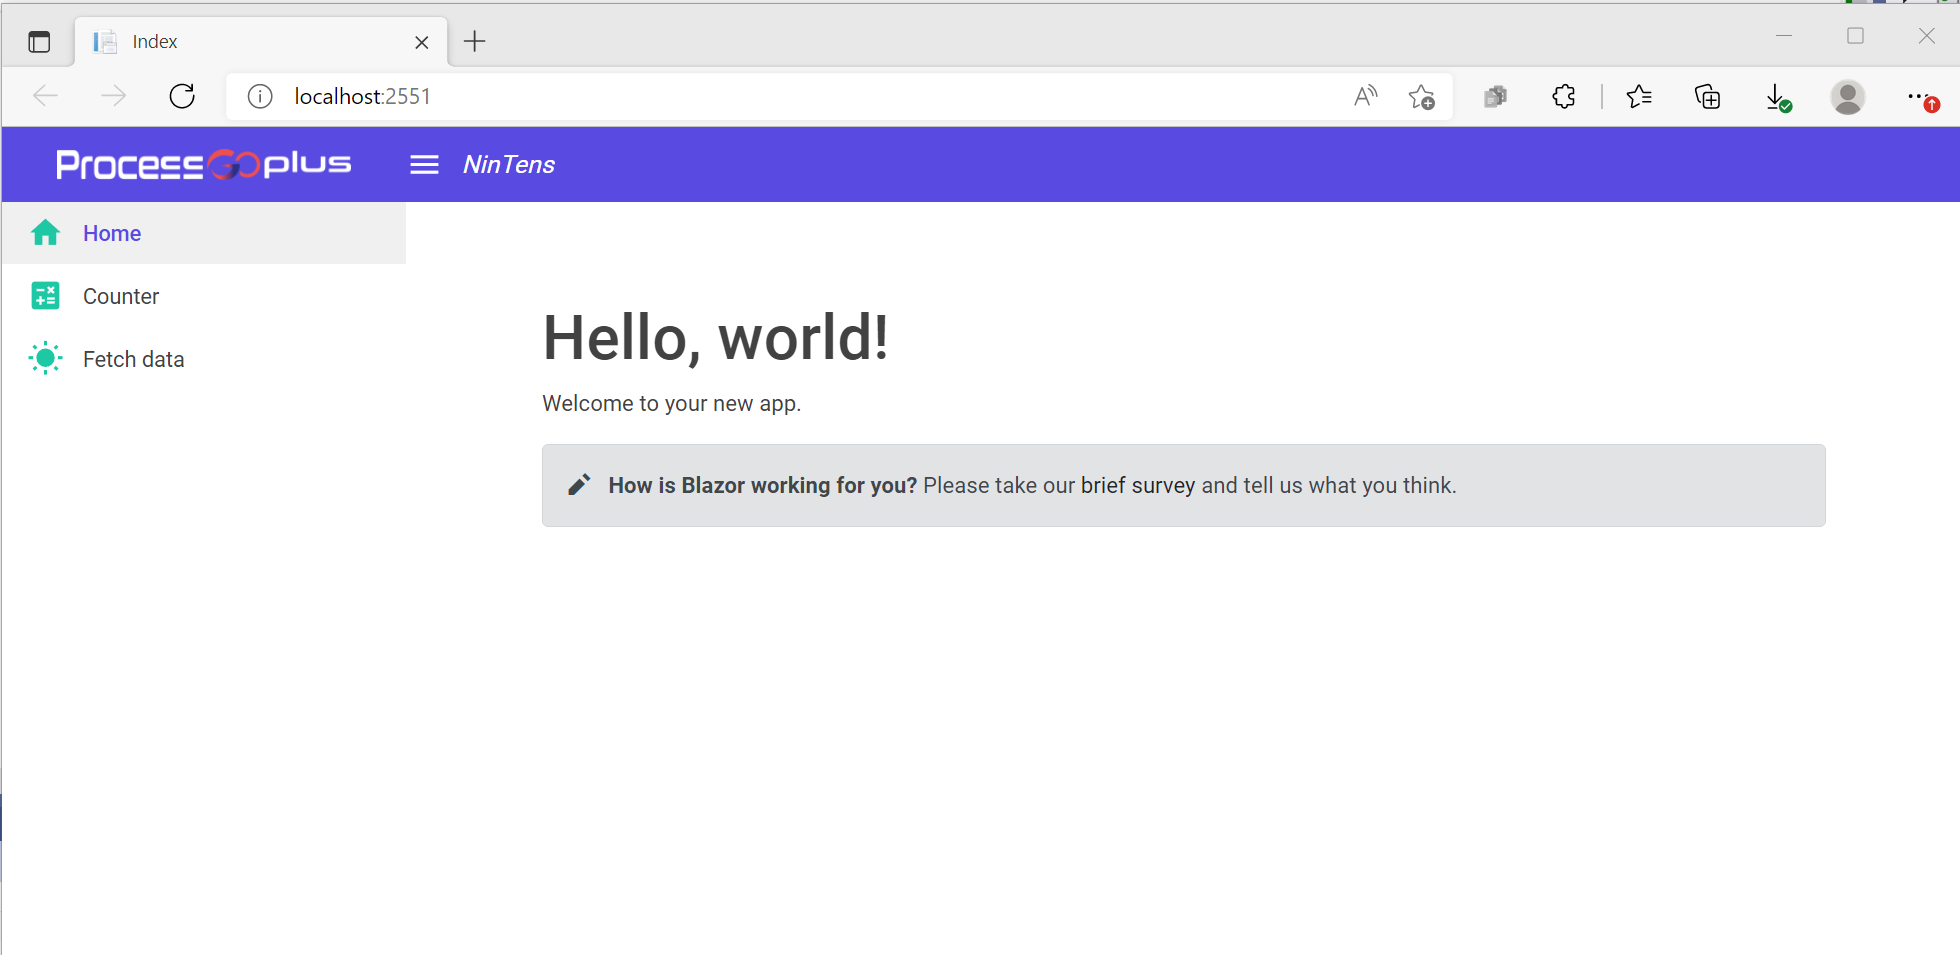 Index
localhost:2551
ProcessGOplus
NinTens
Home
Counter
Fetch data
Hello, world!
Welcome to your new app.
How is Blazor working for you? Please take our brief survey and tell us what you think.